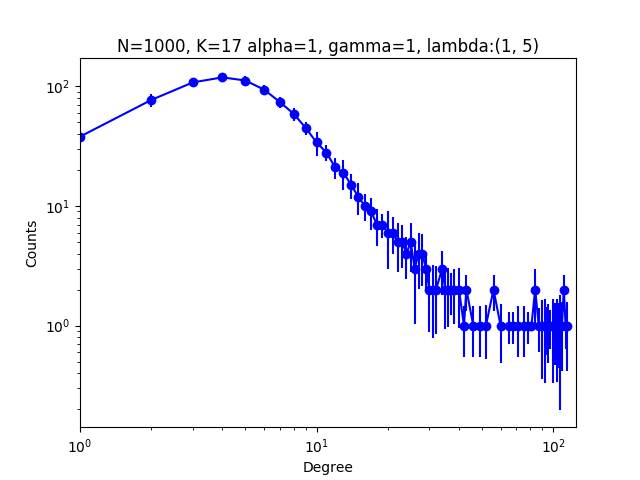 N=1000, K=17 alpha=1, gamma=1, lambda:(1, 5)
Counts
10²
10¹
10⁰
10⁰ 10¹ 10²
Degree